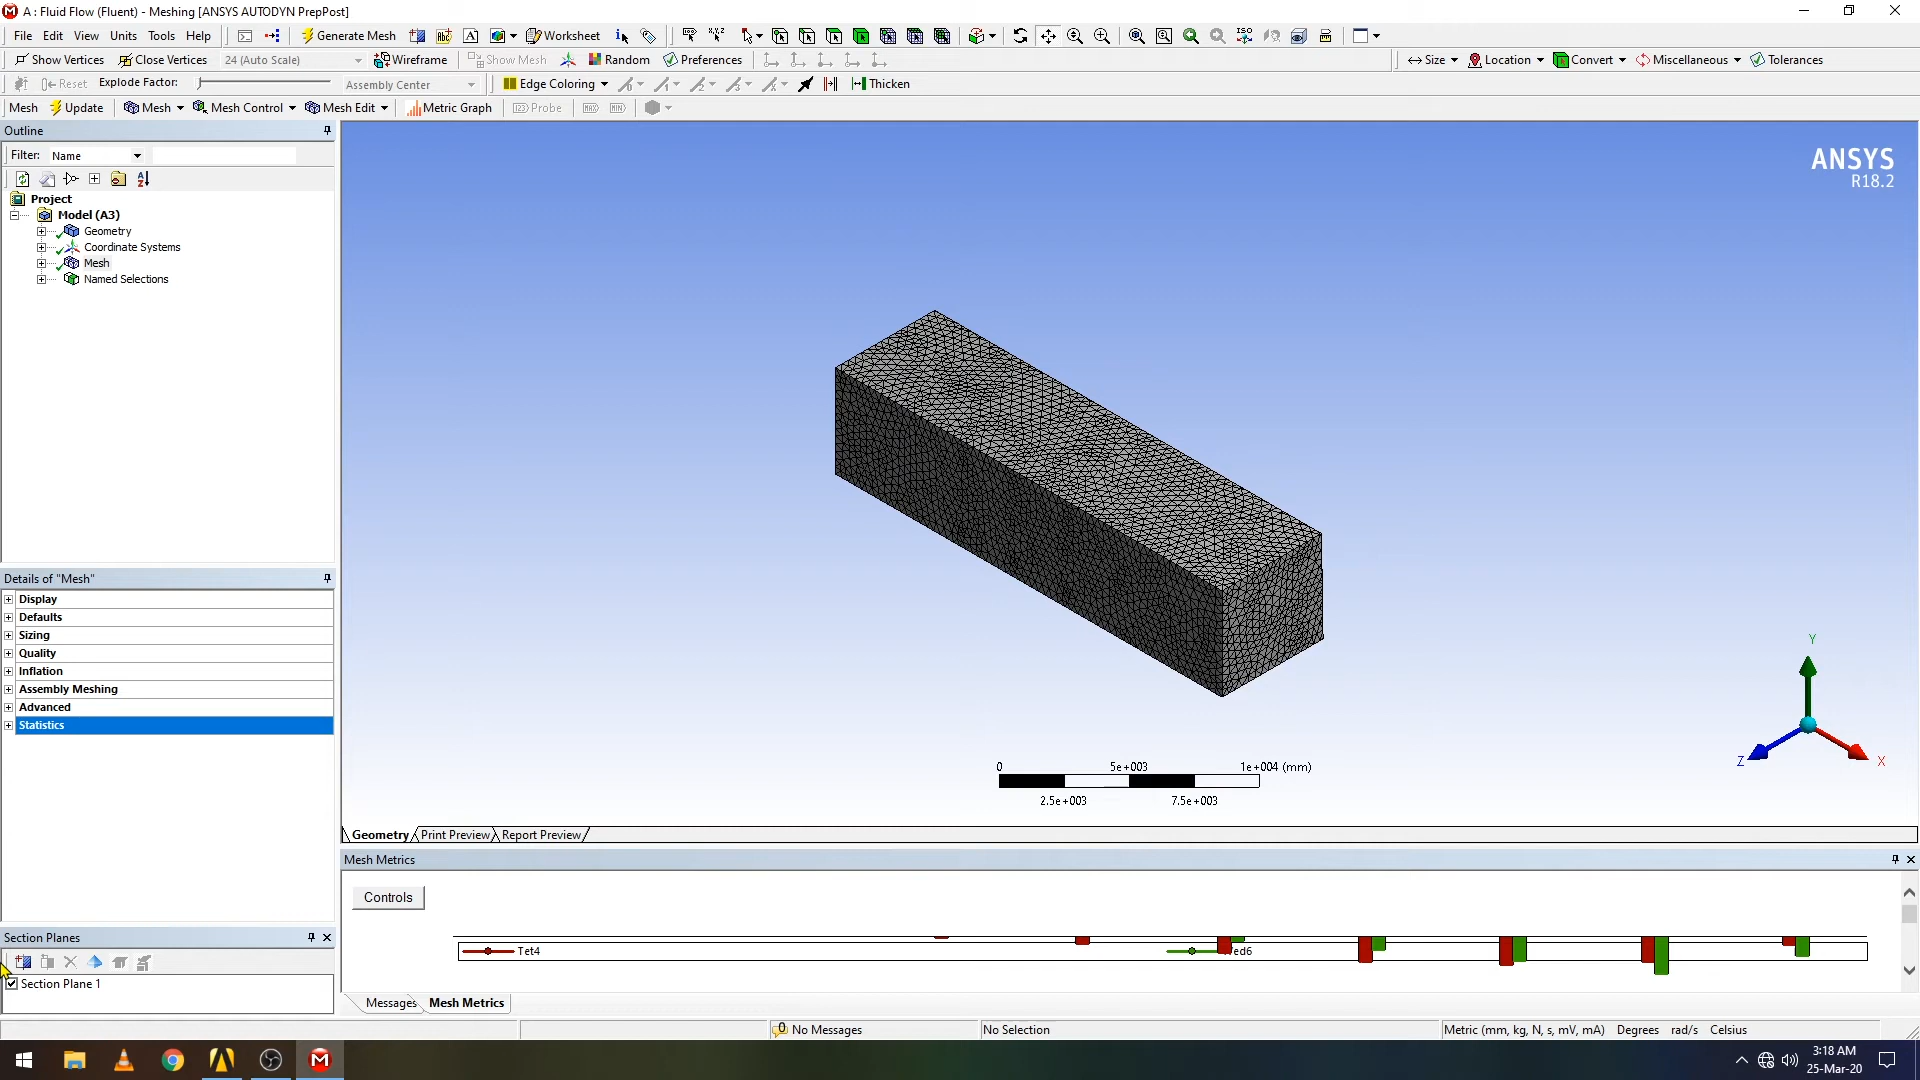 A : Fluid Flow (Fluent) - Meshing [ANSYS AUTODYN PrepPost]
File Edit View Units Tools Help Generate Mesh Worksheet
Show Vertices Close Vertices 24 (Auto Scale) Wireframe Show Mesh Random Preferences Size Location Convert Miscellaneous Tolerances
Reset Explode Factor: Assembly Center Edge Coloring Thicken
Mesh Update Mesh Mesh Control Mesh Edit Metric Graph Probe MAX MIN
Outline
Filter: Name
Project
Model (A3)
Geometry
Coordinate Systems
Mesh
Named Selections
Details of "Mesh"
Display
Defaults
Sizing
Quality
Inflation
Assembly Meshing
Advanced
Statistics
Section Planes
Section Plane 1
ANSYS
R18.2
Y
Z
X
0 5e+003 1e+004 (mm)
2.5e+003 7.5e+003
Geometry Print Preview Report Preview
Mesh Metrics
Controls
Tet4
Messages Mesh Metrics
No Messages No Selection Metric (mm, kg, N, s, mV, mA) Degrees rad/s Celsius
3:18 AM
25-Mar-20